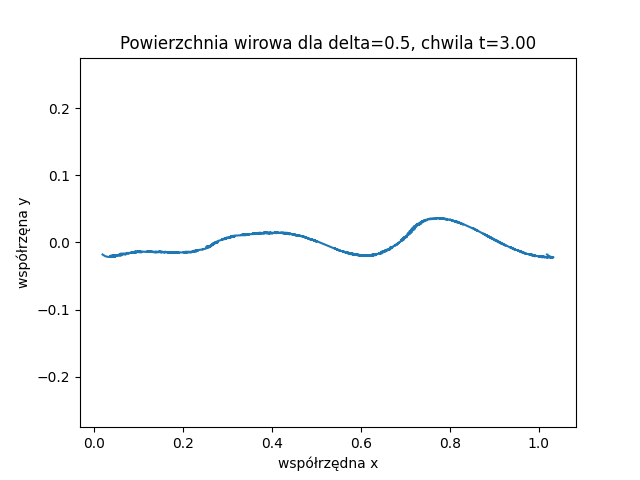 Powierzchnia wirowa dla delta=0.5, chwila t=3.00
0.2
0.1
0.0
−0.1
−0.2
współrzęna y
0.0 0.2 0.4 0.6 0.8 1.0
współrzędna x